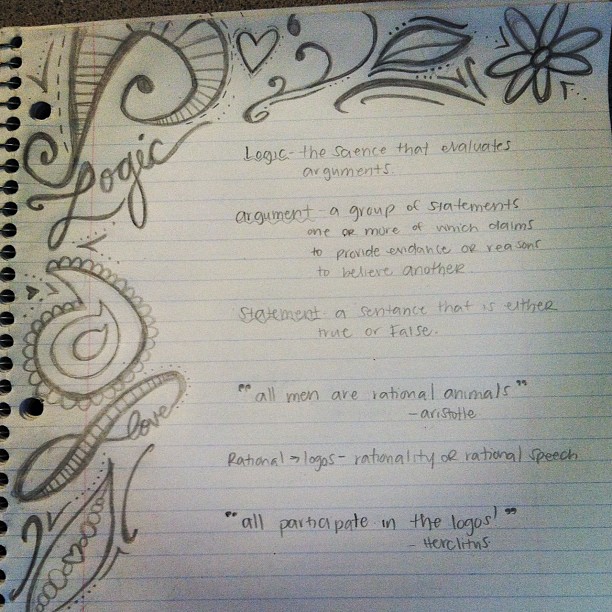 Logic
Logic - the science that evaluates
arguments.
argument - a group of statements
one or more of which claims
to provide evidance or reasons
to believe another
Statement - a sentance that is either
true or False.
"all men are rational animals"
- aristotle
love
Rational → logos - rationality OR rational speech
"all participate in the logos!"
- Herclitus